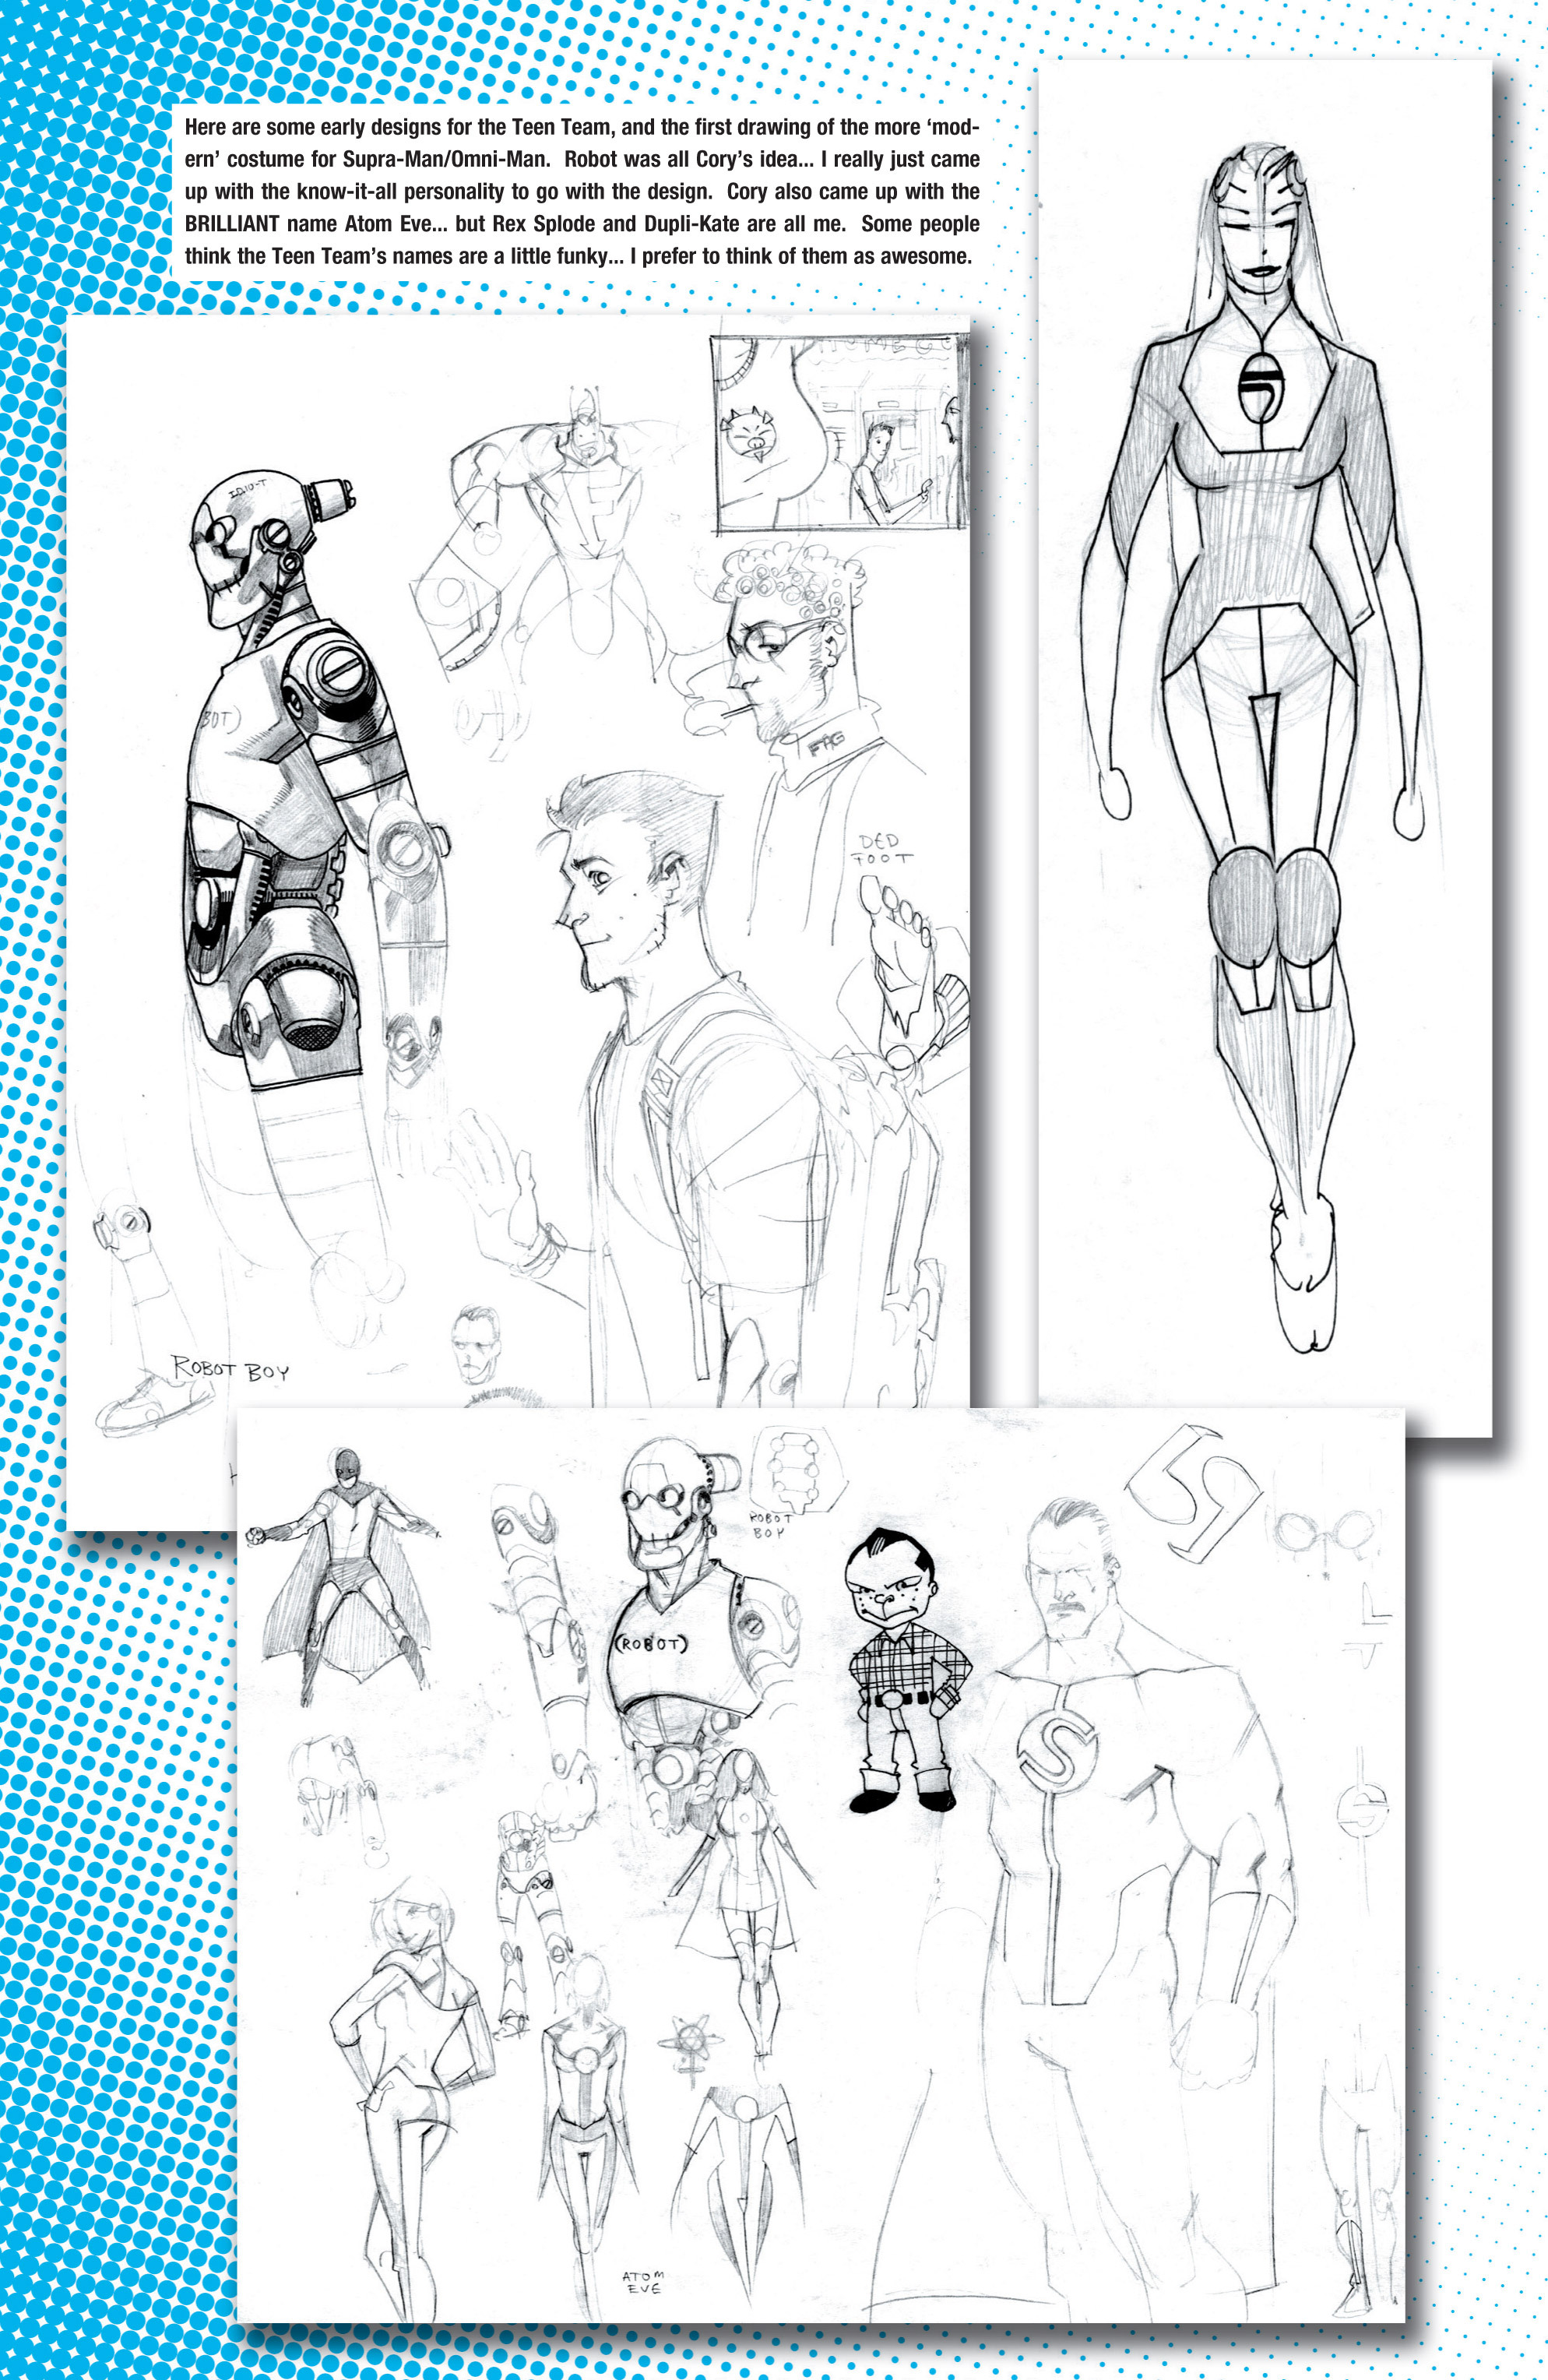 Here are some early designs for the Teen Team, and the first drawing of the more ‘mod-
ern’ costume for Supra-Man/Omni-Man.  Robot was all Cory’s idea... I really just came
up with the know-it-all personality to go with the design.  Cory also came up with the
BRILLIANT name Atom Eve... but Rex Splode and Dupli-Kate are all me.  Some people
think the Teen Team’s names are a little funky... I prefer to think of them as awesome.
ID10-T
BOT)
F
FAG
DED
FOOT
ROBOT BOY
ROBOT
BOY
(ROBOT)
S
ATOM
EVE